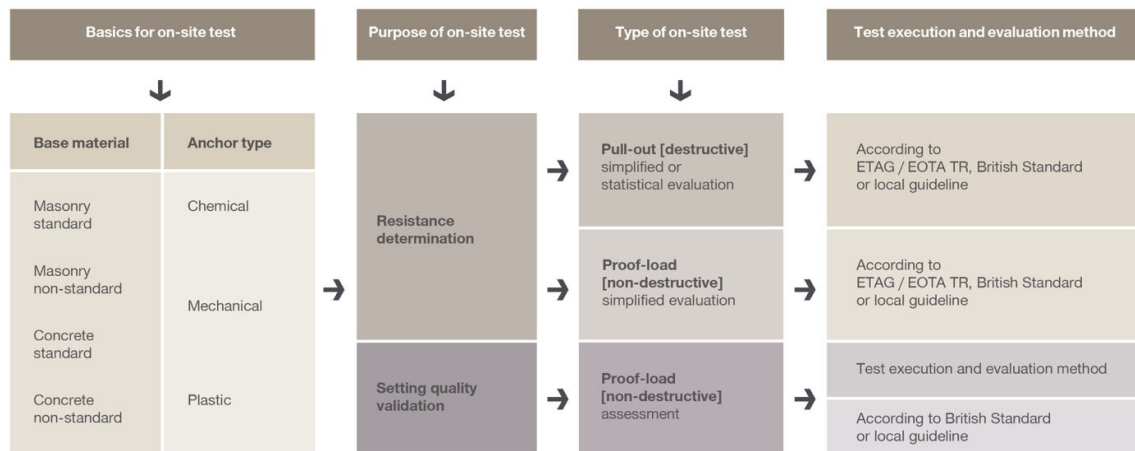 Basics for on-site test
Purpose of on-site test
Type of on-site test
Test execution and evaluation method
Base material
Anchor type
Masonry
standard
Masonry
non-standard
Concrete
standard
Concrete
non-standard
Chemical
Mechanical
Plastic
Resistance
determination
Setting quality
validation
Pull-out [destructive]
simplified or
statistical evaluation
Proof-load
[non-destructive]
simplified evaluation
Proof-load
[non-destructive]
assessment
According to
ETAG / EOTA TR, British Standard
or local guideline
According to
ETAG / EOTA TR, British Standard
or local guideline
Test execution and evaluation method
According to British Standard
or local guideline